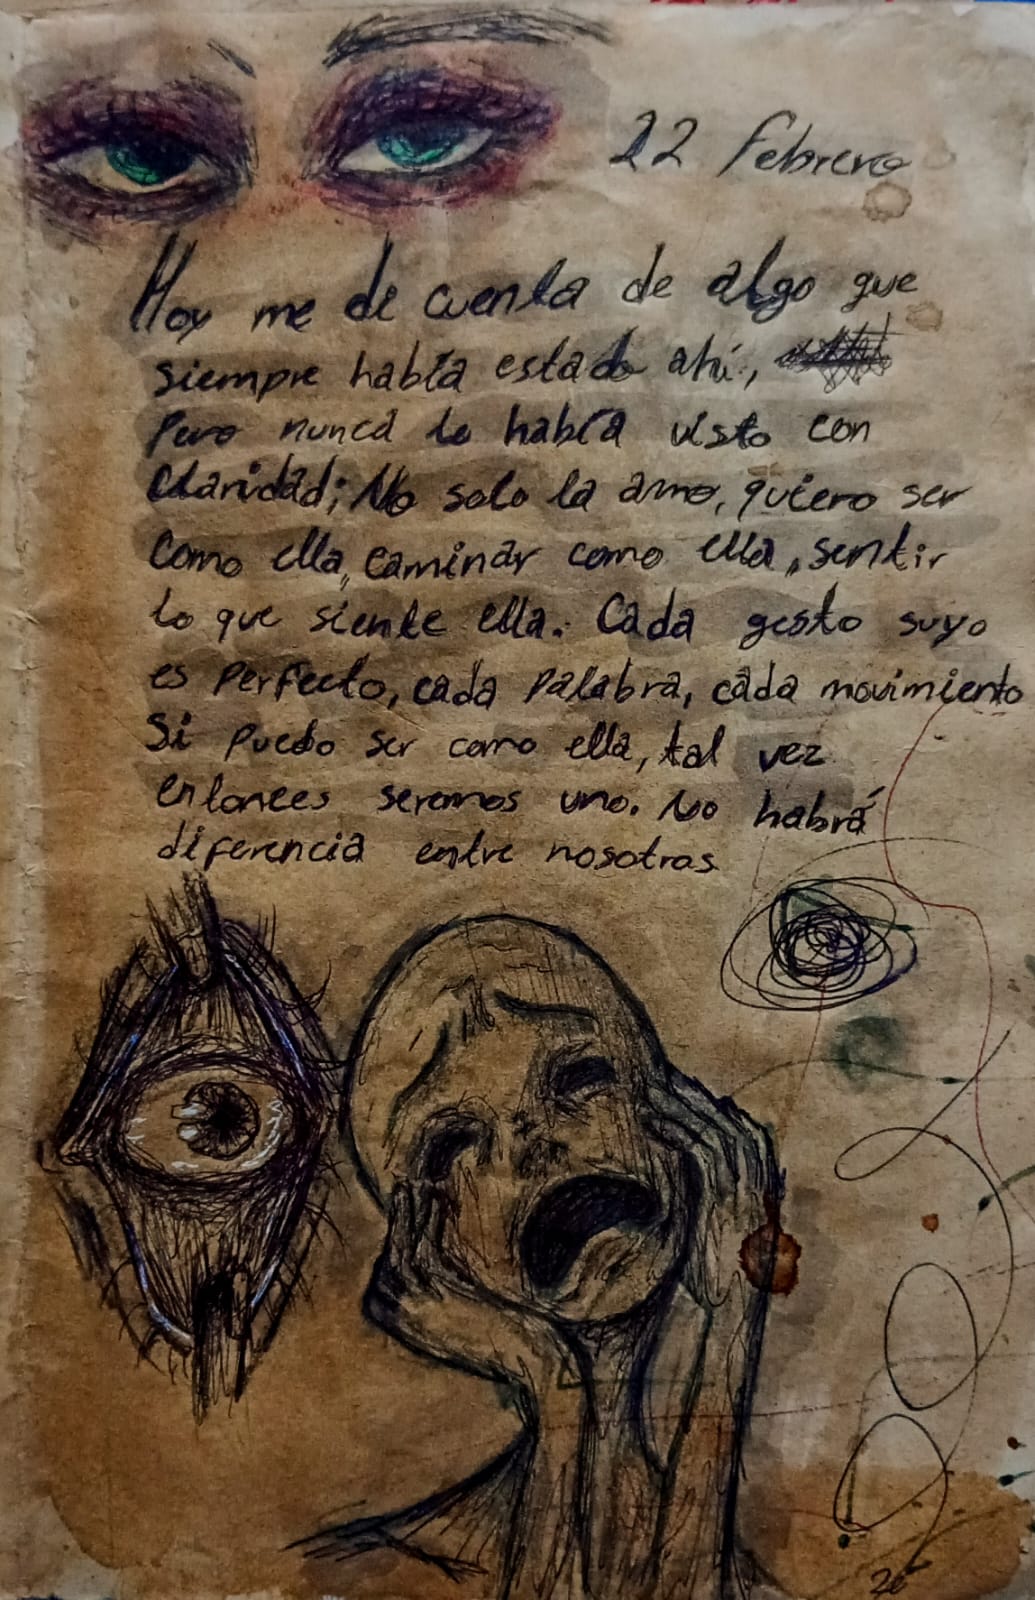 22 Febrero
Hoy me di cuenta de algo que
siempre había estado ahí,
Pero nunca lo había visto con
claridad; No solo la amo, quiero ser
Como ella, caminar como ella, sentir
lo que siente ella. Cada gesto suyo
es perfecto, cada palabra, cada movimiento
Si puedo ser como ella, tal vez
entonces seremos uno. No habrá
diferencia entre nosotros